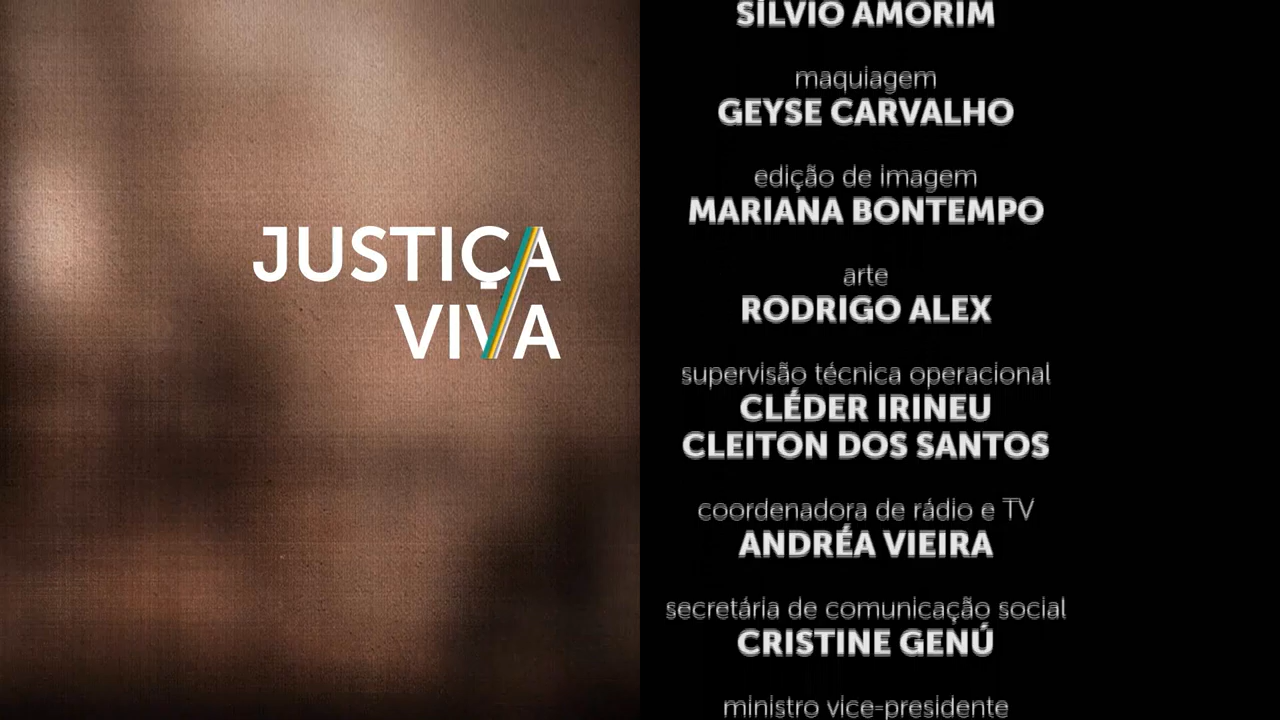 JUSTIÇA
VIVA
SÍLVIO AMORIM
maquiagem
GEYSE CARVALHO
edição de imagem
MARIANA BONTEMPO
arte
RODRIGO ALEX
supervisão técnica operacional
CLÉDER IRINEU
CLEITON DOS SANTOS
coordenadora de rádio e TV
ANDRÉA VIEIRA
secretária de comunicação social
CRISTINE GENÚ
ministro vice-presidente